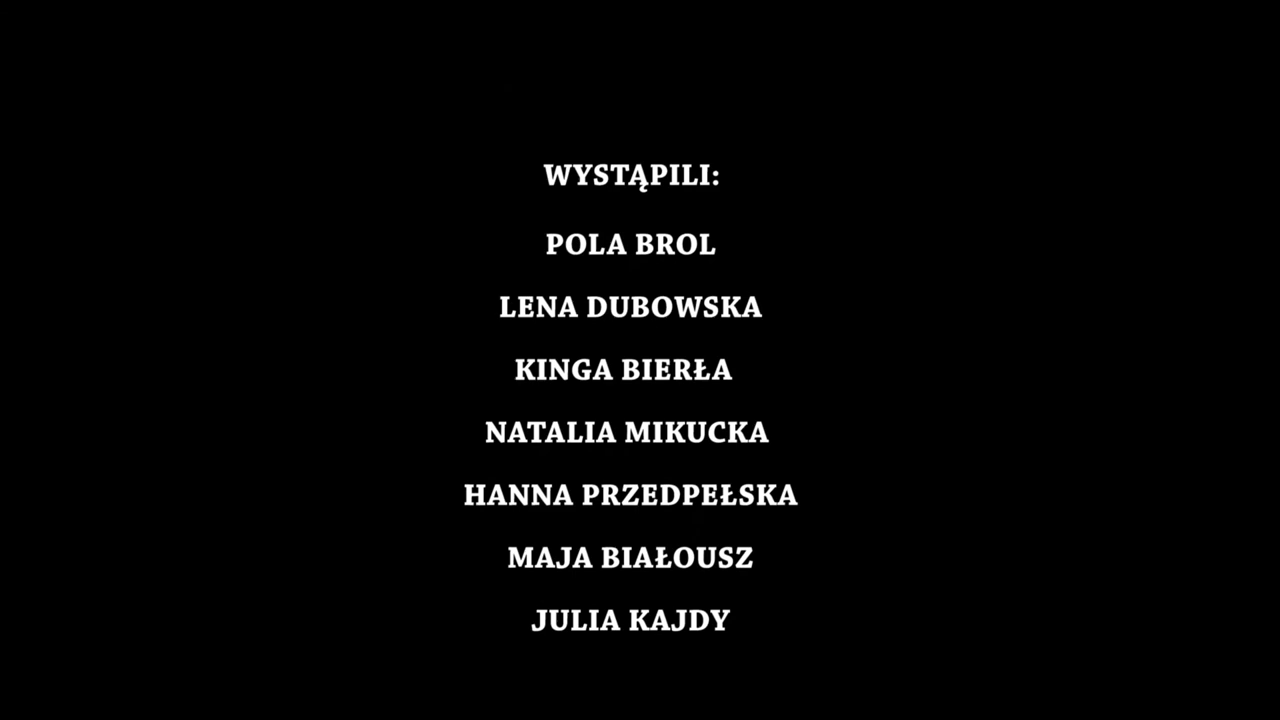 WYSTĄPILI:
POLA BROL
LENA DUBOWSKA
KINGA BIERŁA
NATALIA MIKUCKA
HANNA PRZEDPEŁSKA
MAJA BIAŁOUSZ
JULIA KAJDY